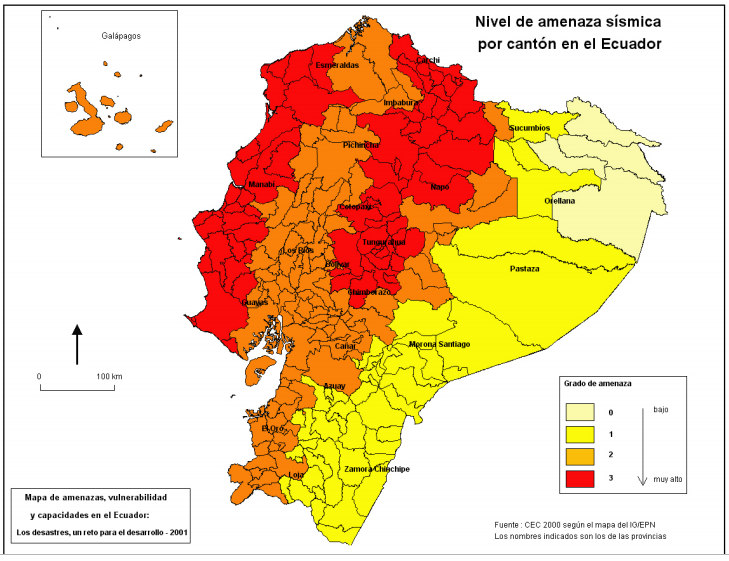 Nivel de amenaza sísmica
por cantón en el Ecuador
Galápagos
Esmeraldas
Carchi
Imbabura
Sucumbíos
Pichincha
Manabí
Napo
Orellana
Cotopaxi
Tungurahua
Los Ríos
Bolívar
Pastaza
Chimborazo
Guayas
Cañar
Morona Santiago
Azuay
El Oro
Loja
Zamora Chinchipe
0 100 km
Grado de amenaza
0 bajo
1
2
3 muy alto
Mapa de amenazas, vulnerabilidad
y capacidades en el Ecuador:
Los desastres, un reto para el desarrollo - 2001
Fuente : CEC 2000 según el mapa del IG/EPN
Los nombres indicados son los de las provincias